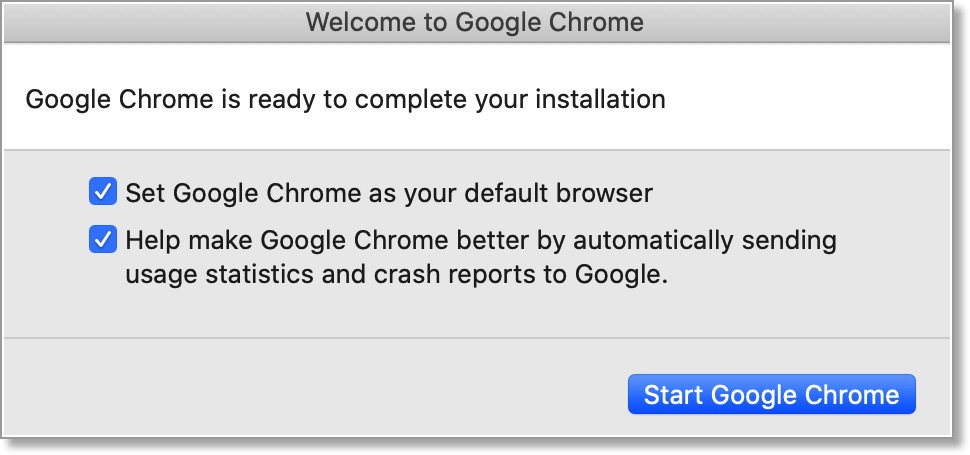 Welcome to Google Chrome
Google Chrome is ready to complete your installation
Set Google Chrome as your default browser
Help make Google Chrome better by automatically sending
usage statistics and crash reports to Google.
Start Google Chrome